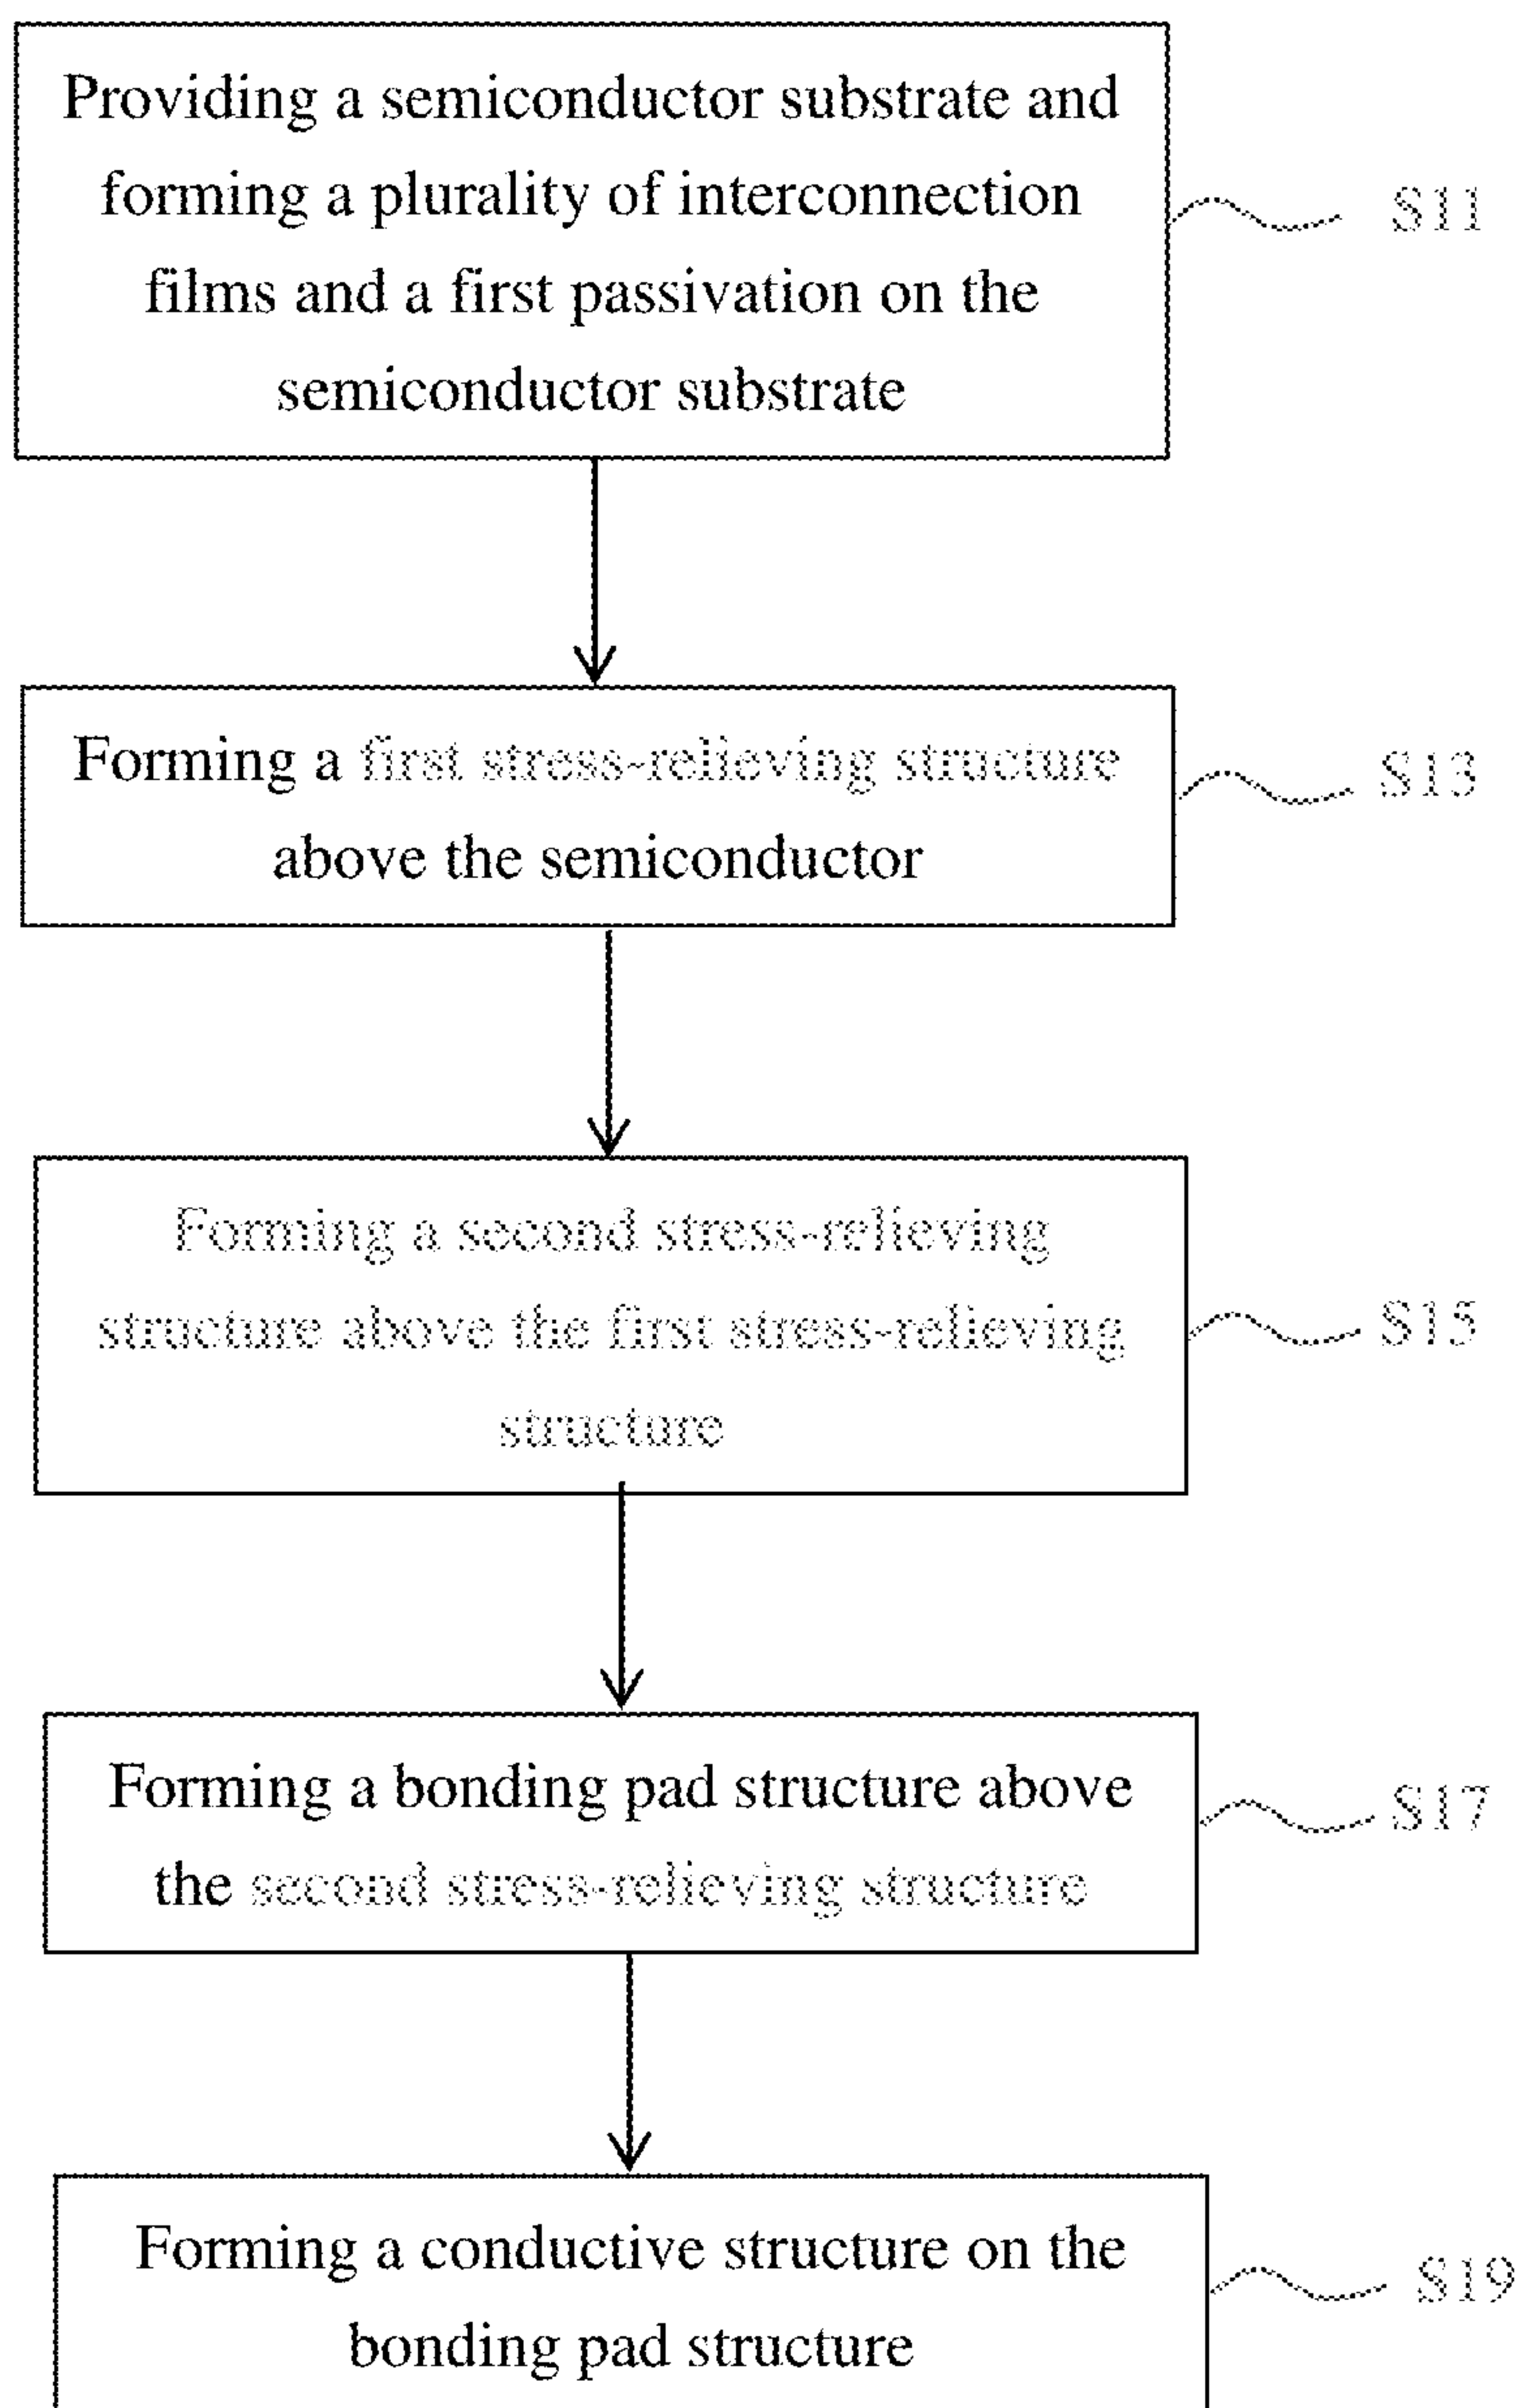 Providing a semiconductor substrate and
forming a plurality of interconnection
films and a first passivation on the
semiconductor substrate
S11
Forming a first stress-relieving structure
above the semiconductor
S13
Forming a second stress-relieving
structure above the first stress-relieving
structure
S15
Forming a bonding pad structure above
the second stress-relieving structure
S17
Forming a conductive structure on the
bonding pad structure
S19